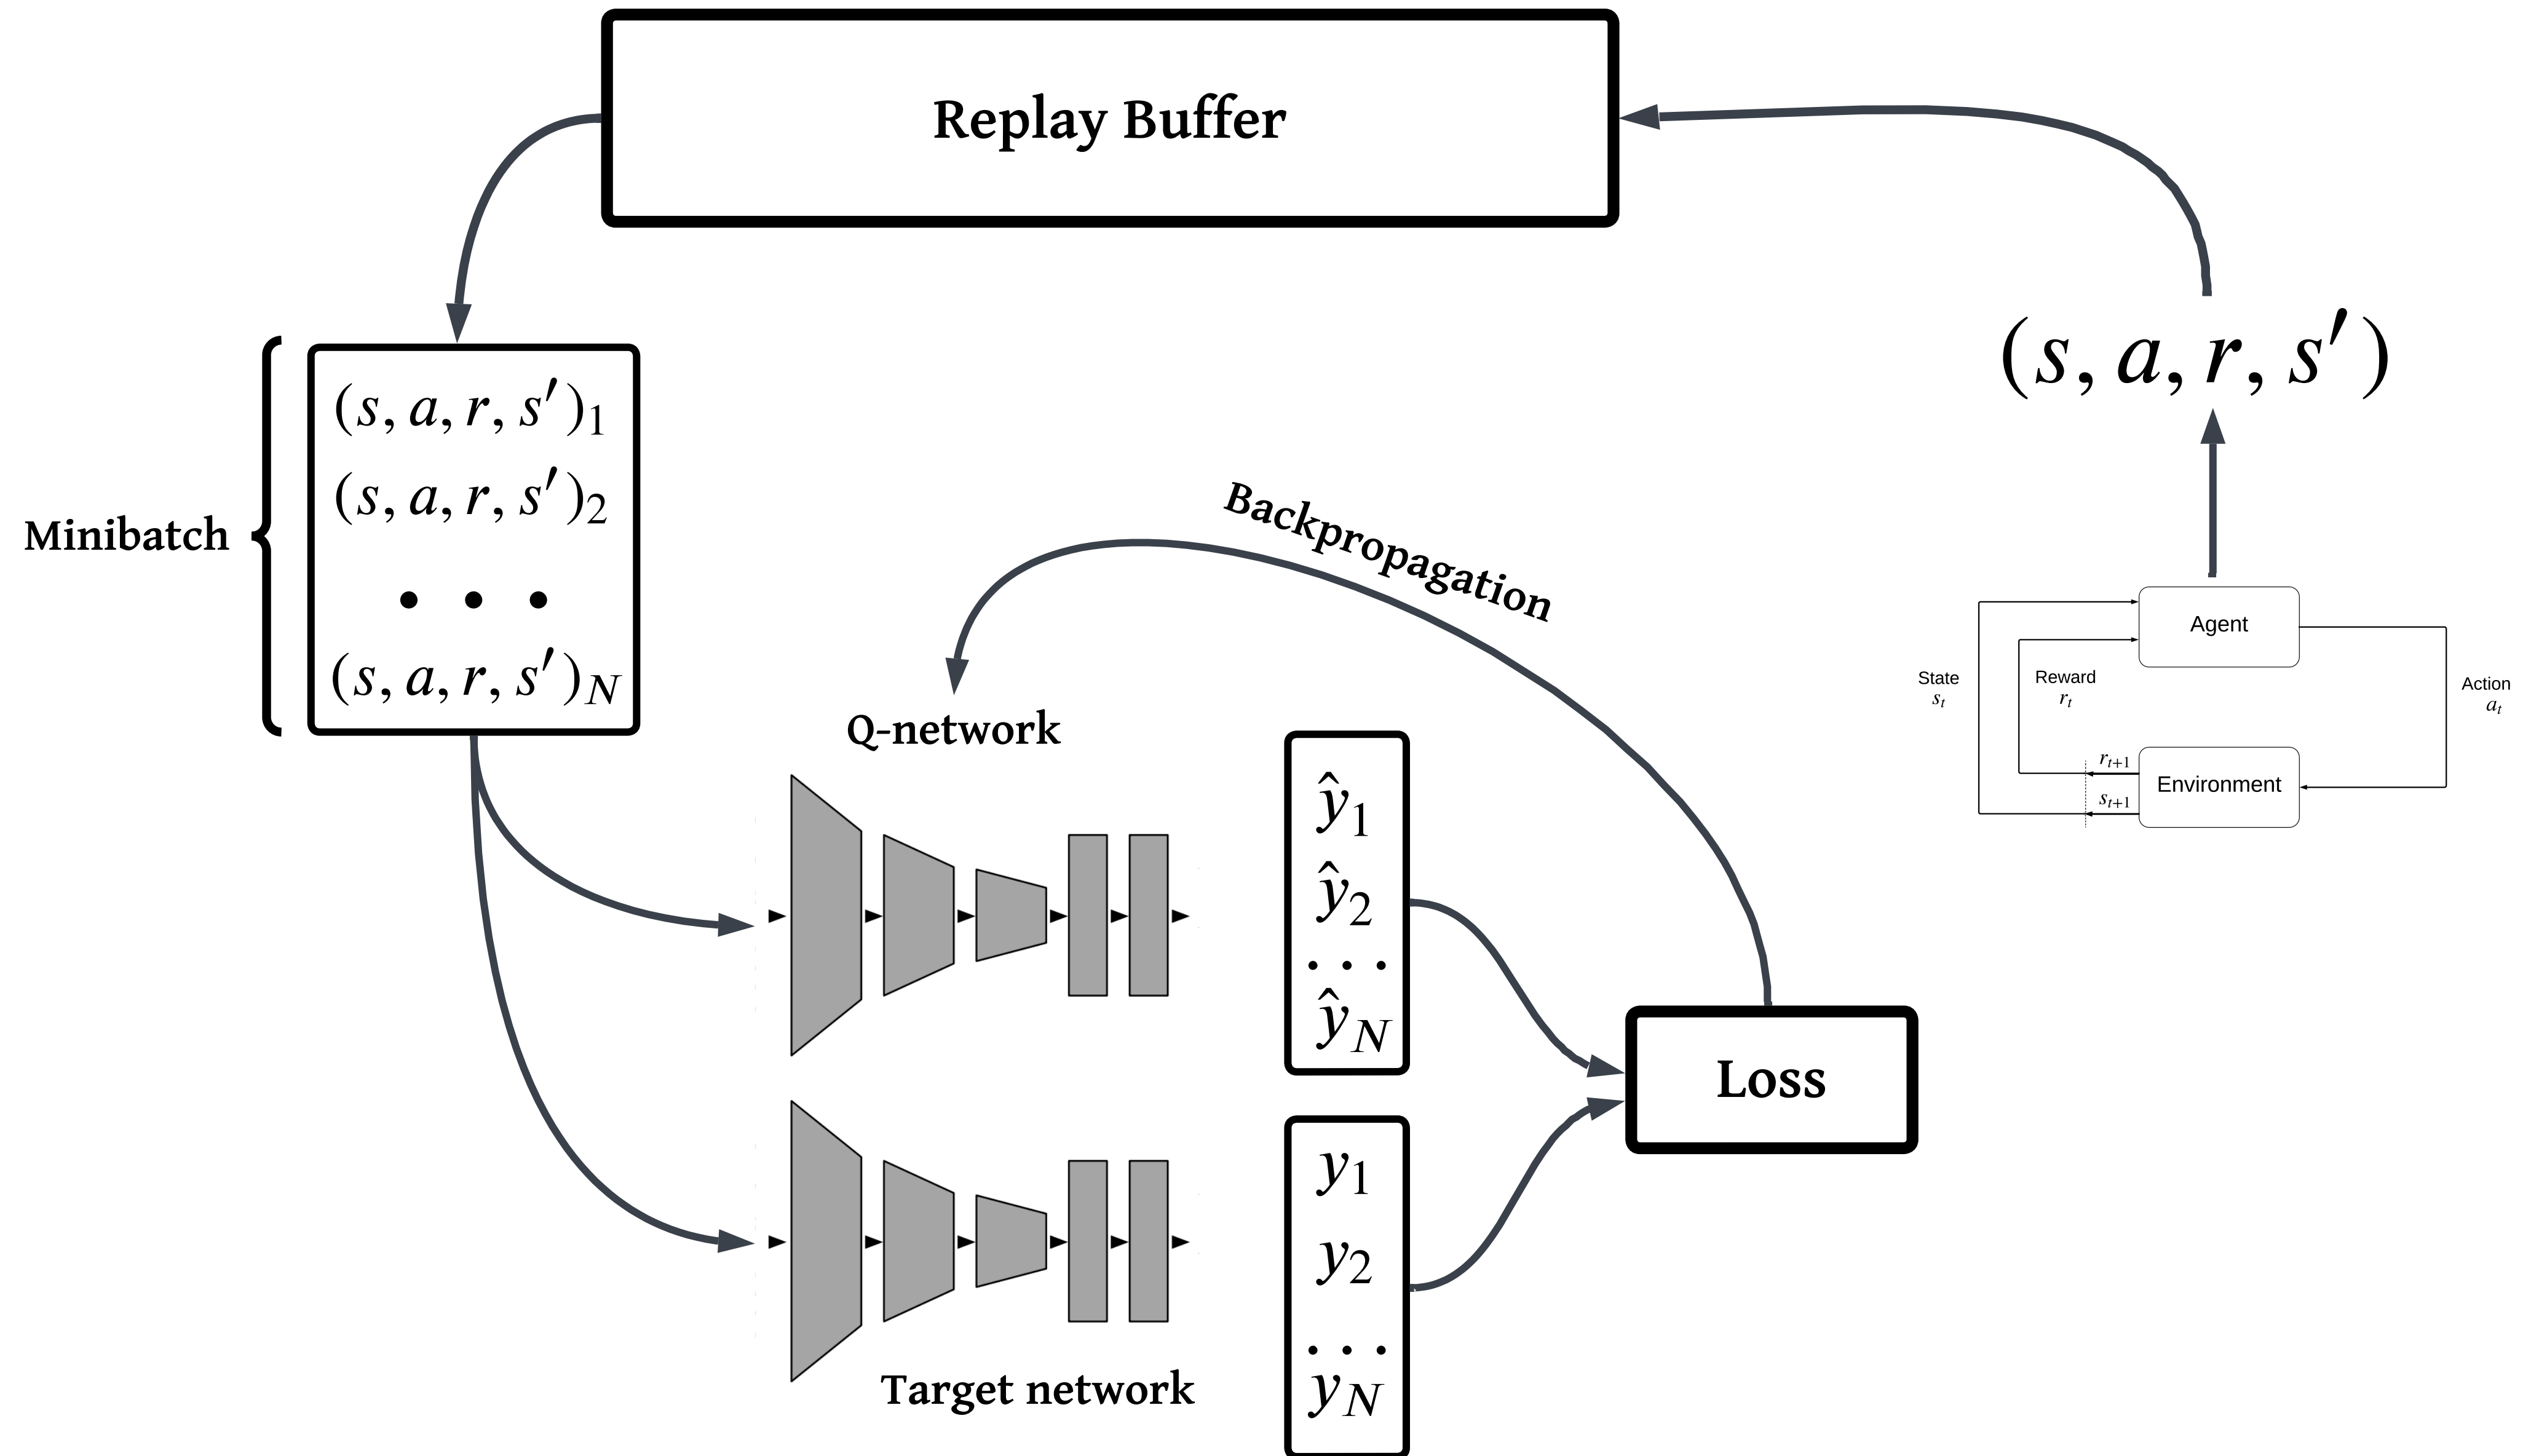 Replay Buffer
(s, a, r, s′)
Minibatch
(s, a, r, s′)₁
(s, a, r, s′)₂
• • •
(s, a, r, s′)N
Backpropagation
Q-network
Agent
State
sₜ
Reward
rₜ
Action
aₜ
Environment
rₜ₊₁
sₜ₊₁
ŷ₁
ŷ₂
. . .
ŷN
Loss
y₁
y₂
. . .
yN
Target network